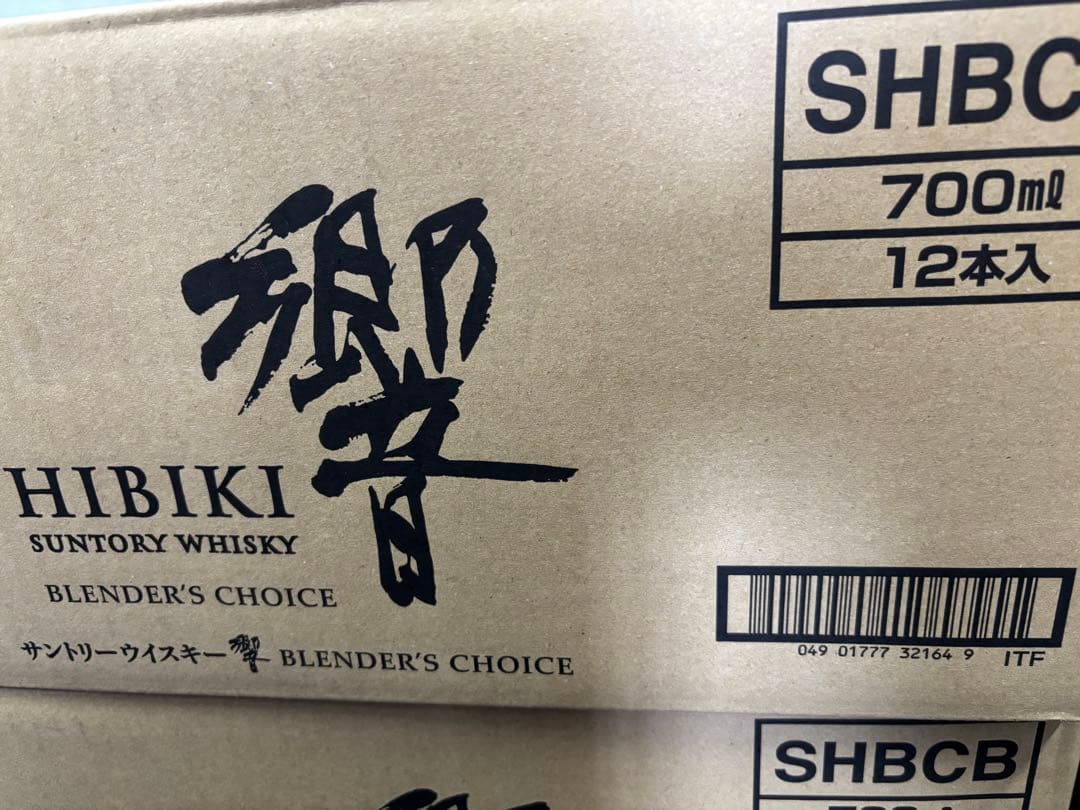 響
HIBIKI
SUNTORY WHISKY
BLENDER'S CHOICE
サントリーウイスキー響 BLENDER'S CHOICE
SHBC
700ml
12本入
049 01777 32164 9 ITF
SHBCB